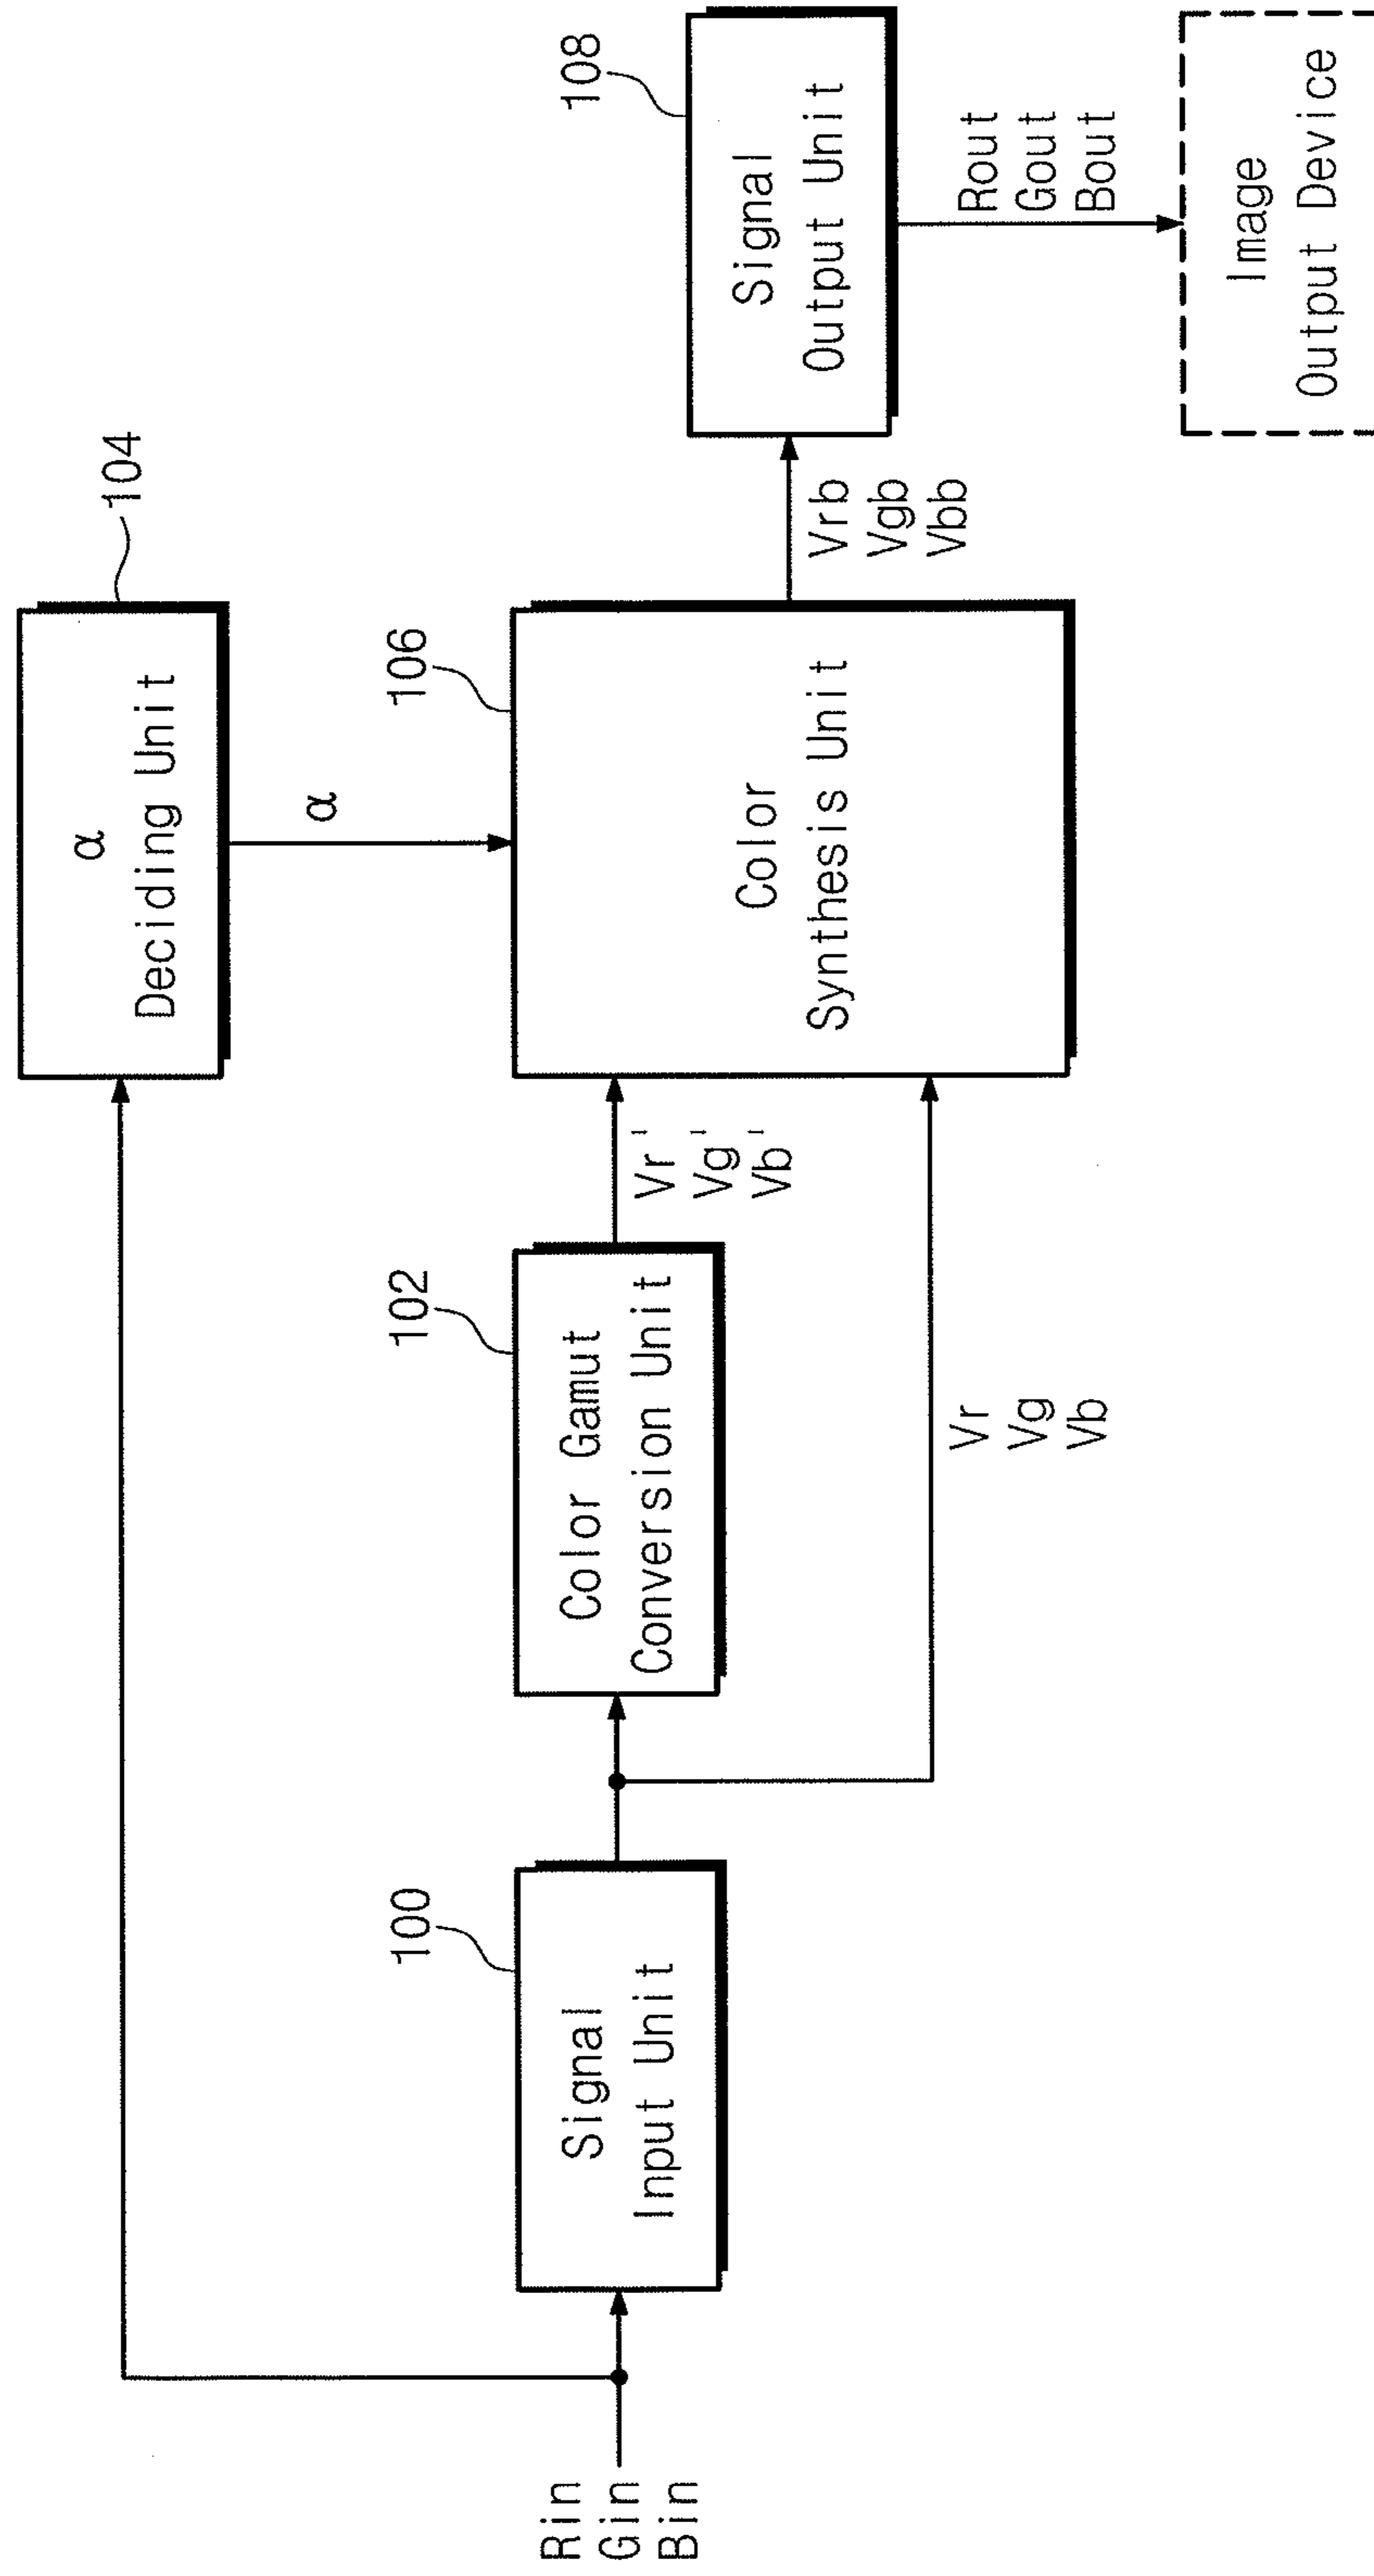 Rin
Gin
Bin
100
Signal
Input Unit
102
Color Gamut
Conversion Unit
Vr'
Vg'
Vb'
Vr
Vg
Vb
104
α
Deciding Unit
α
106
Color
Synthesis Unit
Vrb
Vgb
Vbb
108
Signal
Output Unit
Rout
Gout
Bout
Image
Output Device